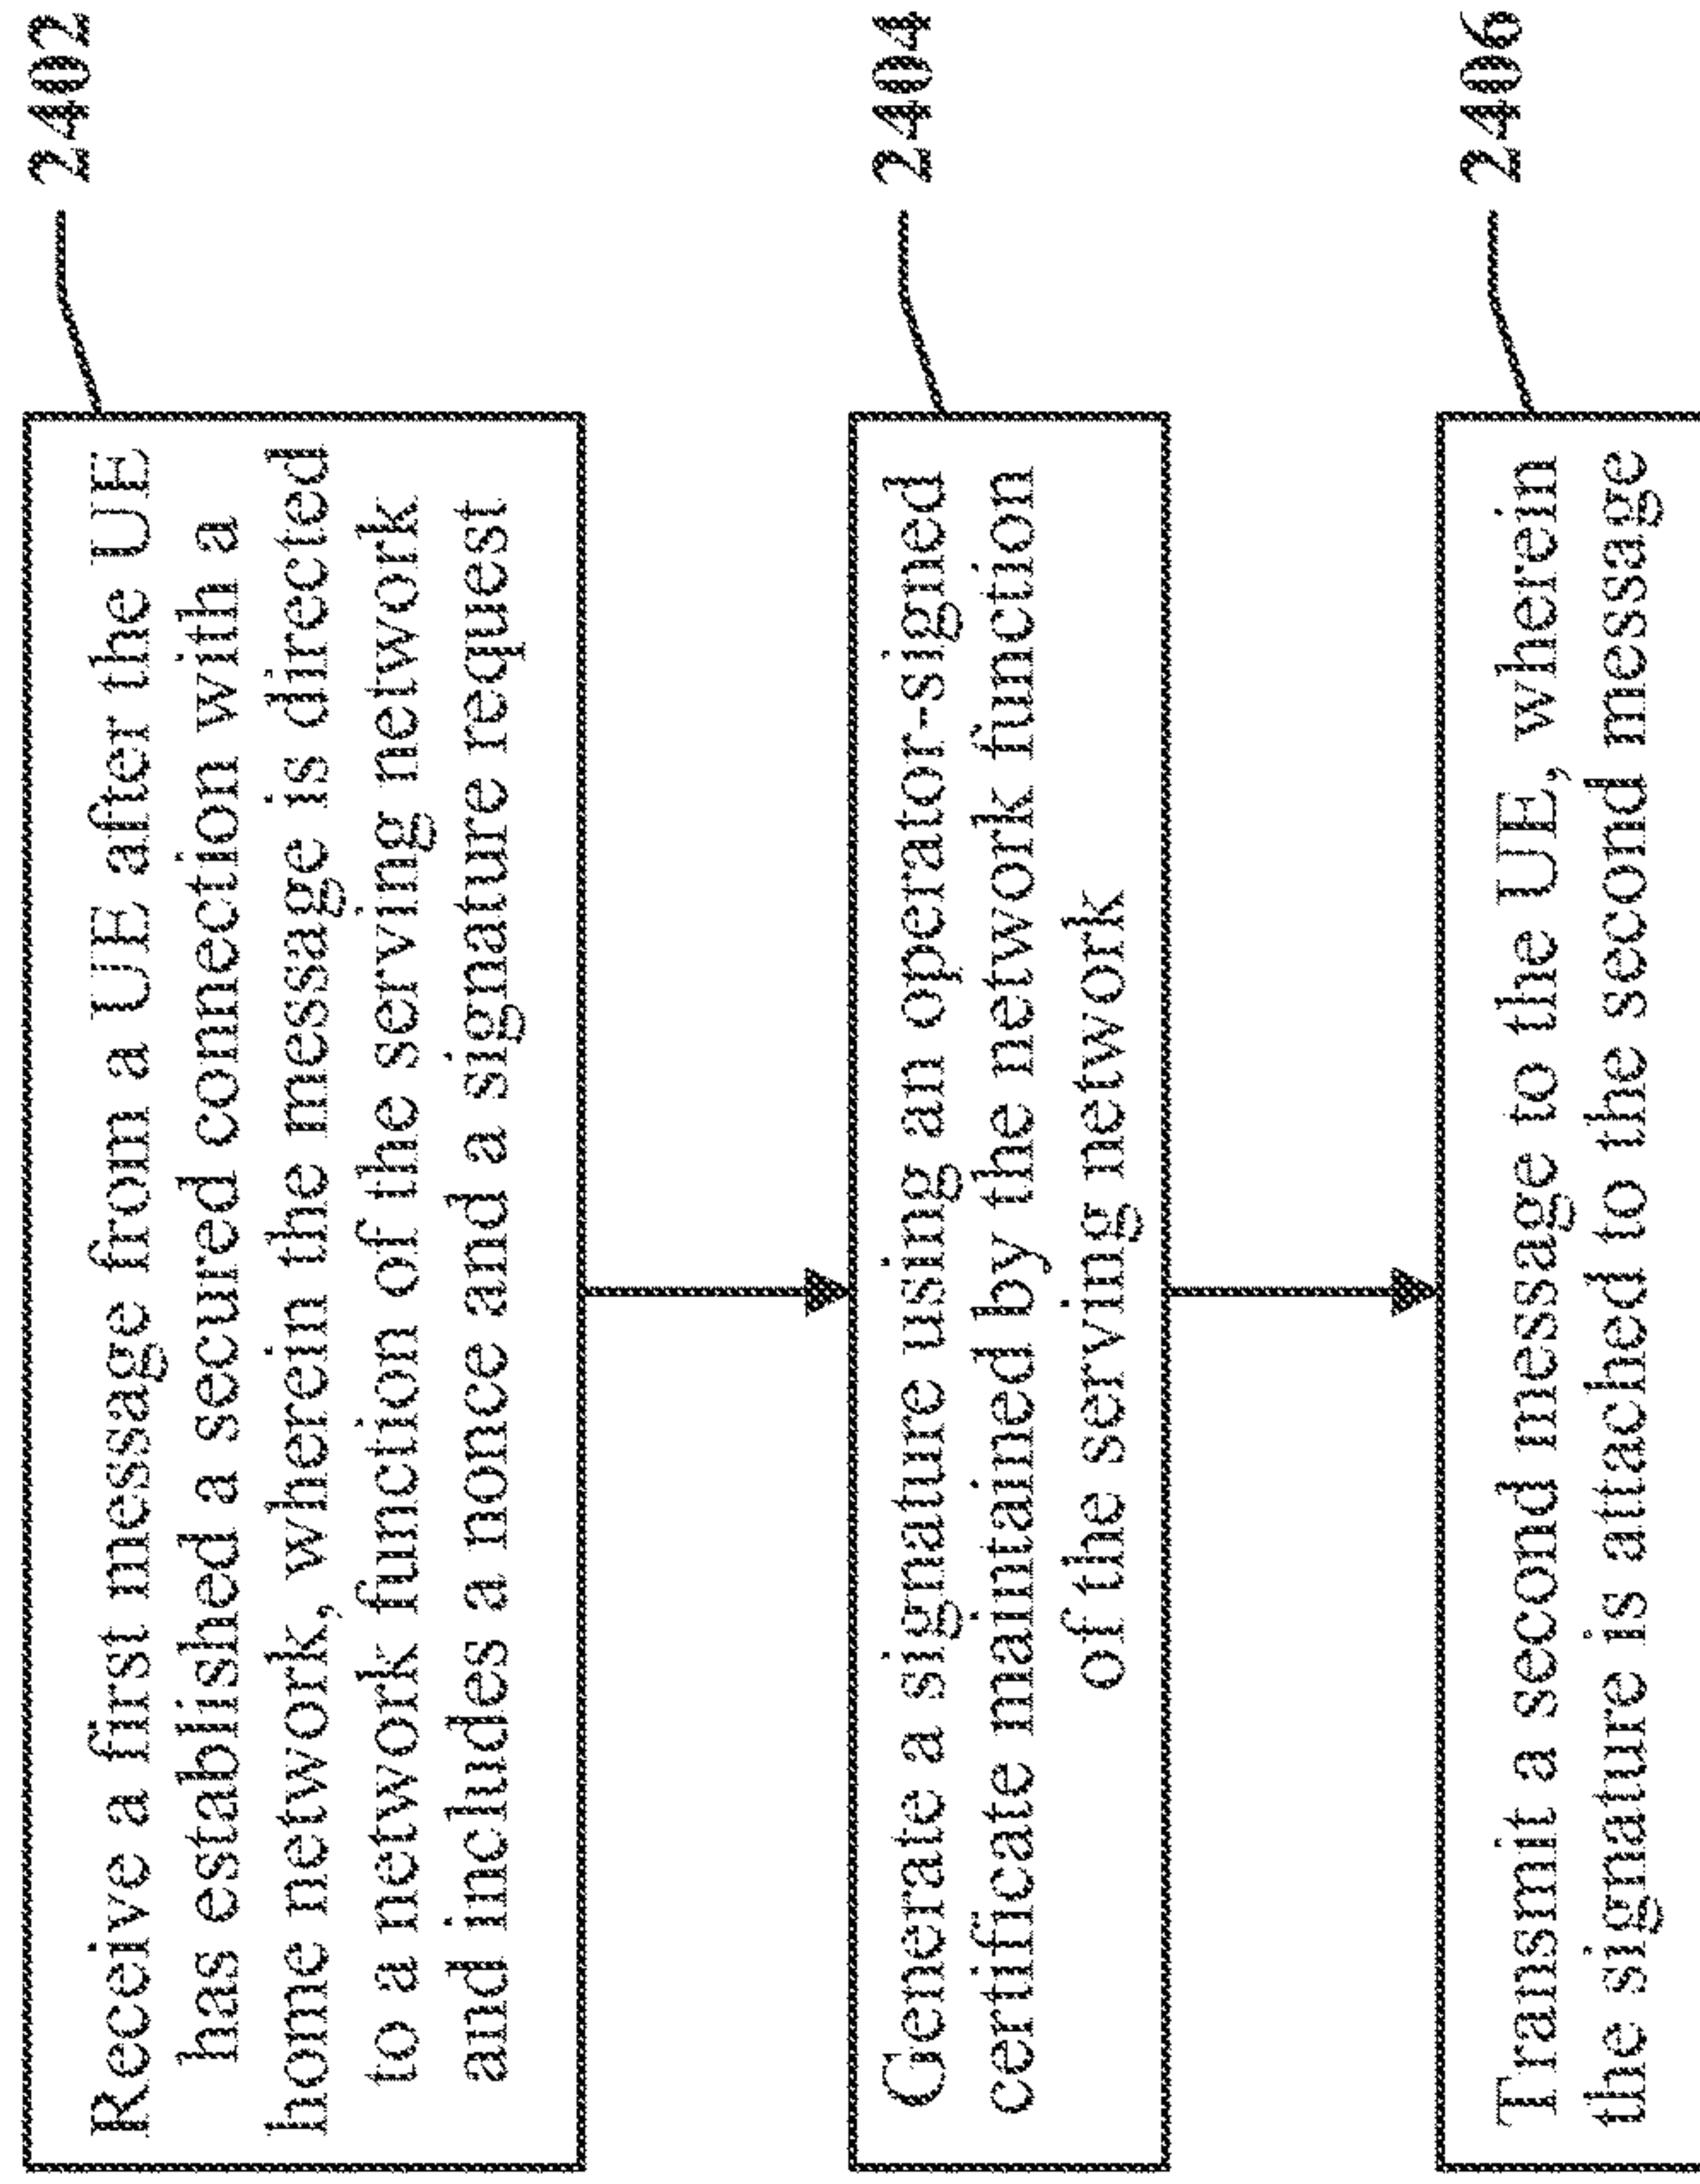 2402
Receive a first message from a UE after the UE
has established a secured connection with a
home network, wherein the message is directed
to a network function of the serving network
and includes a nonce and a signature request
2404
Generate a signature using an operator-signed
certificate maintained by the network function
of the serving network
2406
Transmit a second message to the UE, wherein
the signature is attached to the second message